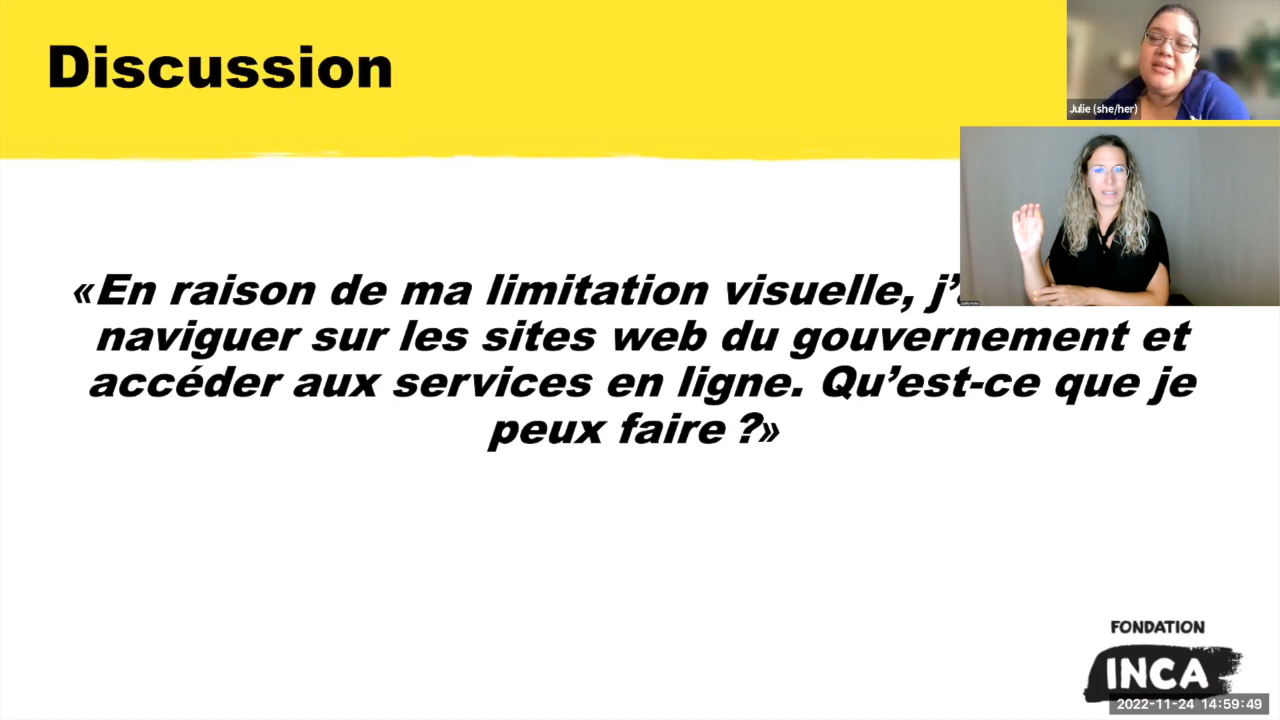 Discussion
Julie (she/her)
«En raison de ma limitation visuelle, j’
naviguer sur les sites web du gouvernement et
accéder aux services en ligne. Qu’est-ce que je
peux faire ?»
FONDATION
INCA
2022-11-24 14:59:49